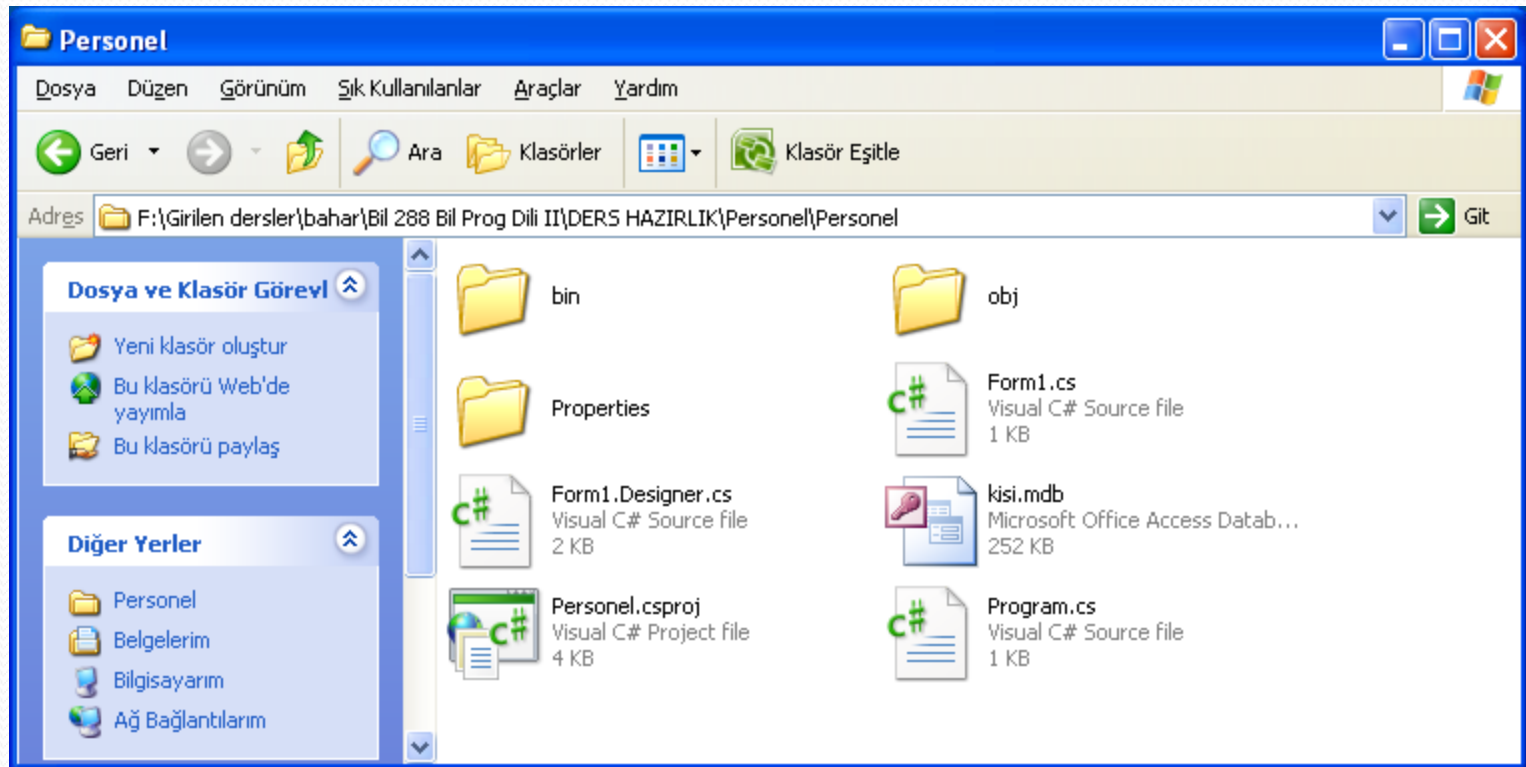 Personel
Dosya Düzen Görünüm Sık Kullanılanlar Araçlar Yardım
Geri Ara Klasörler Klasör Eşitle
Adres F:\Girilen dersler\bahar\Bil 288 Bil Prog Dili II\DERS HAZIRLIK\Personel\Personel Git
Dosya ve Klasör Görevl
Yeni klasör oluştur
Bu klasörü Web'de
yayımla
Bu klasörü paylaş
Diğer Yerler
Personel
Belgelerim
Bilgisayarım
Ağ Bağlantılarım
bin
obj
Properties
Form1.cs
Visual C# Source file
1 KB
Form1.Designer.cs
Visual C# Source file
2 KB
kisi.mdb
Microsoft Office Access Datab...
252 KB
Personel.csproj
Visual C# Project file
4 KB
Program.cs
Visual C# Source file
1 KB